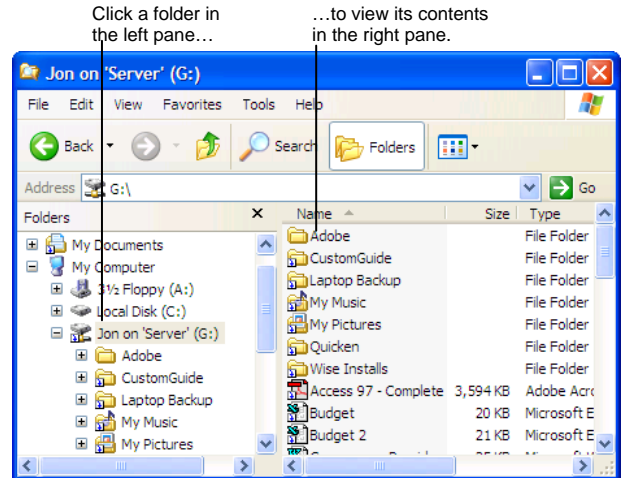 Click a folder in
the left pane…
…to view its contents
in the right pane.
Jon on 'Server' (G:)
File Edit View Favorites Tools Help
Back Search Folders
Address G:\ Go
Folders × Name Size Type
My Documents
My Computer
3½ Floppy (A:)
Local Disk (C:)
Jon on 'Server' (G:)
Adobe
CustomGuide
Laptop Backup
My Music
My Pictures
Adobe File Folder
CustomGuide File Folder
Laptop Backup File Folder
My Music File Folder
My Pictures File Folder
Quicken File Folder
Wise Installs File Folder
Access 97 - Complete 3,594 KB Adobe Acro
Budget 20 KB Microsoft E
Budget 2 21 KB Microsoft E